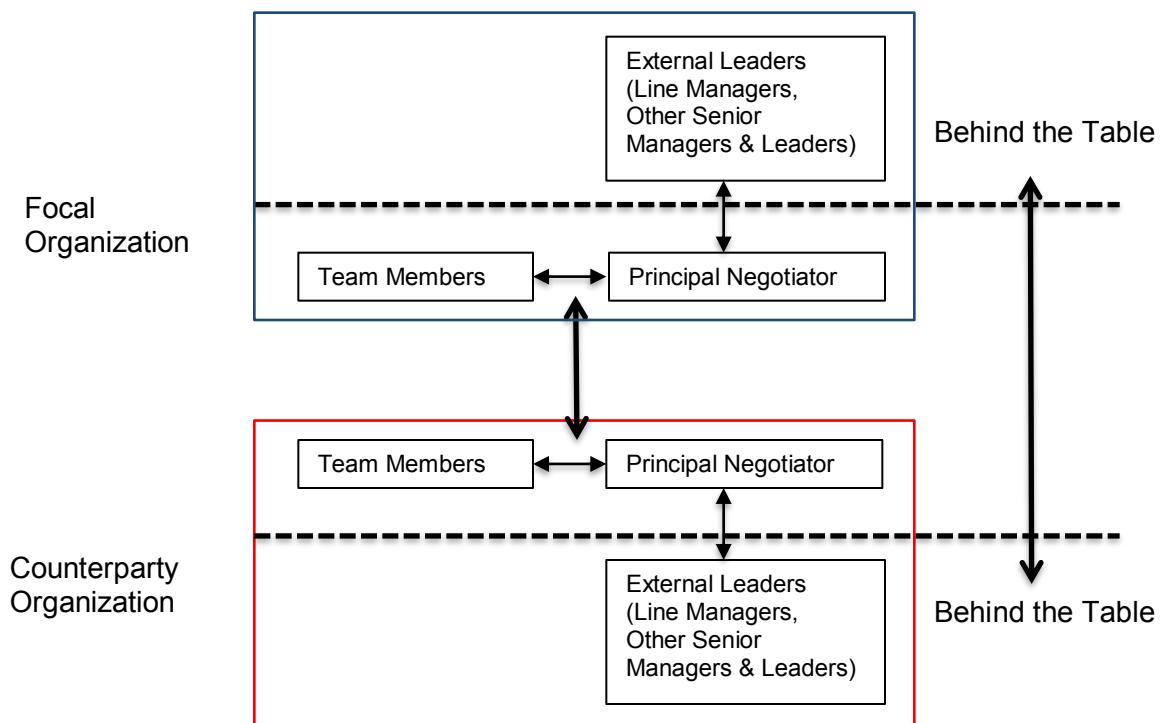 External Leaders
(Line Managers,
Other Senior
Managers & Leaders)
Behind the Table
Focal
Organization
Team Members
Principal Negotiator
Team Members
Principal Negotiator
Counterparty
Organization
External Leaders
(Line Managers,
Other Senior
Managers & Leaders)
Behind the Table